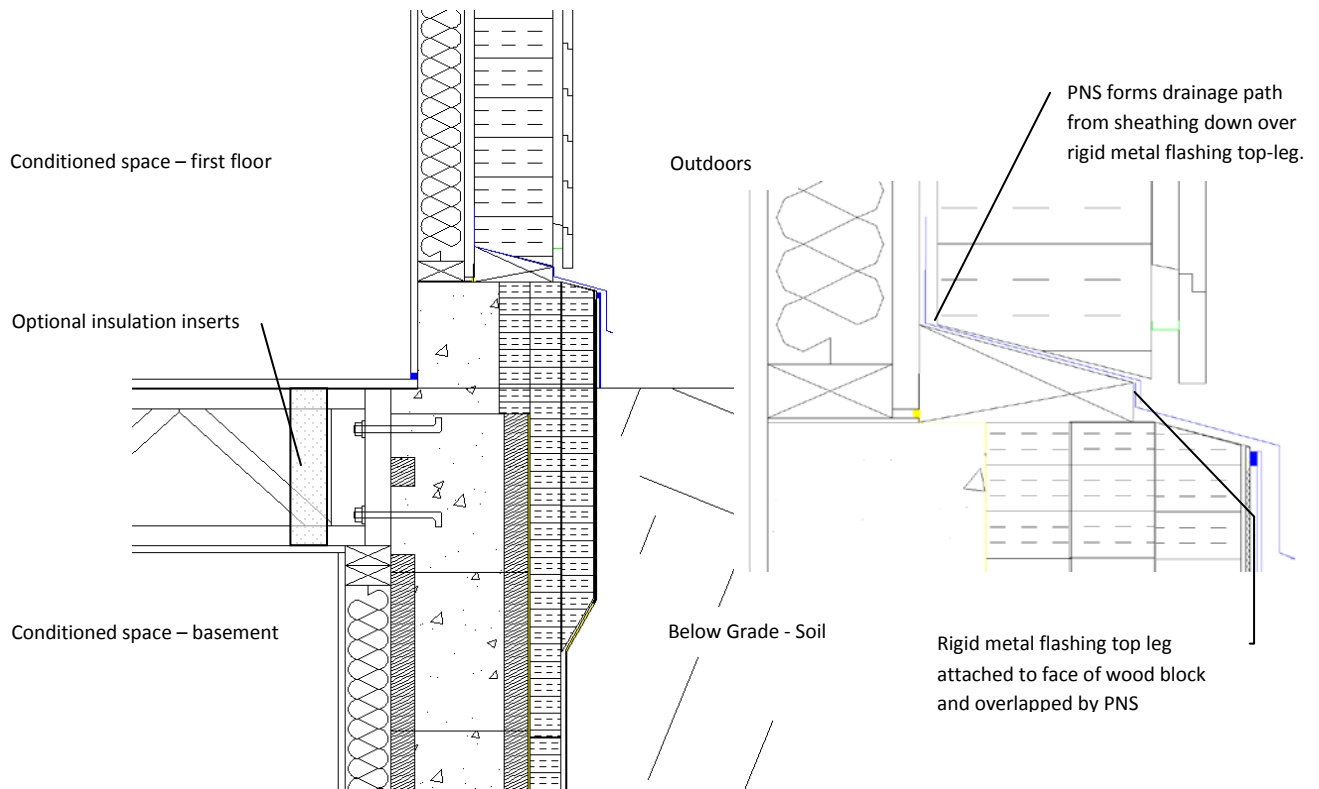 PNS forms drainage path
from sheathing down over
rigid metal flashing top-leg.
Conditioned space – first floor
Outdoors
Optional insulation inserts
Conditioned space – basement
Below Grade - Soil
Rigid metal flashing top leg
attached to face of wood block
and overlapped by PNS